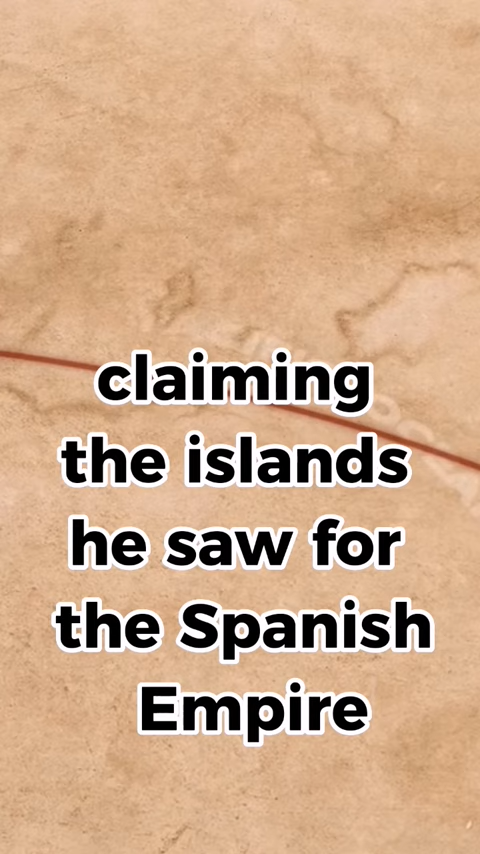 claiming
the islands
he saw for
the Spanish
Empire